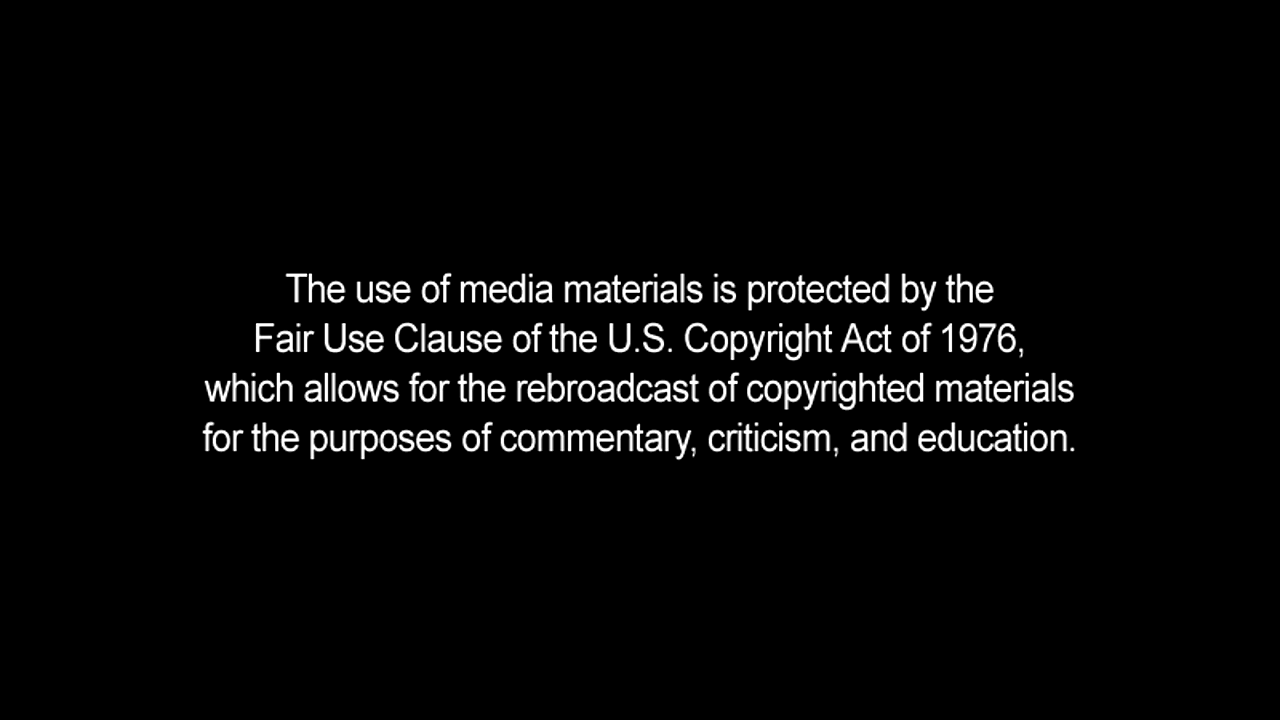 The use of media materials is protected by the
Fair Use Clause of the U.S. Copyright Act of 1976,
which allows for the rebroadcast of copyrighted materials
for the purposes of commentary, criticism, and education.